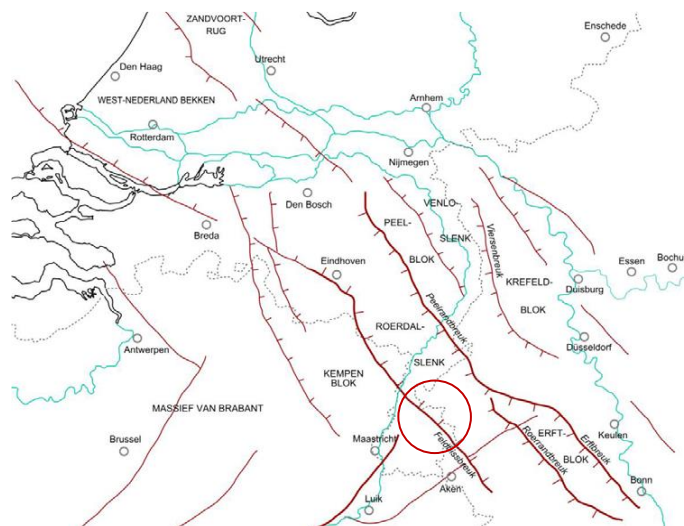 ZANDVOORT-
RUG
Enschede
Utrecht
Den Haag
WEST-NEDERLAND BEKKEN
Arnhem
Rotterdam
Nijmegen
Den Bosch
VENLO-
SLENK
PEEL-
BLOK
Breda
Viersenbreuk
Eindhoven
Essen
Bochu
Duisburg
KREFELD-
BLOK
Peelrandbreuk
ROERDAL-
SLENK
Antwerpen
Düsseldorf
KEMPEN
BLOK
MASSIEF VAN BRABANT
Brussel
Maastricht
Feldbissbreuk
Roerrandbreuk
ERFT-
BLOK
Erftbreuk
Keulen
Aken
Bonn
Luik